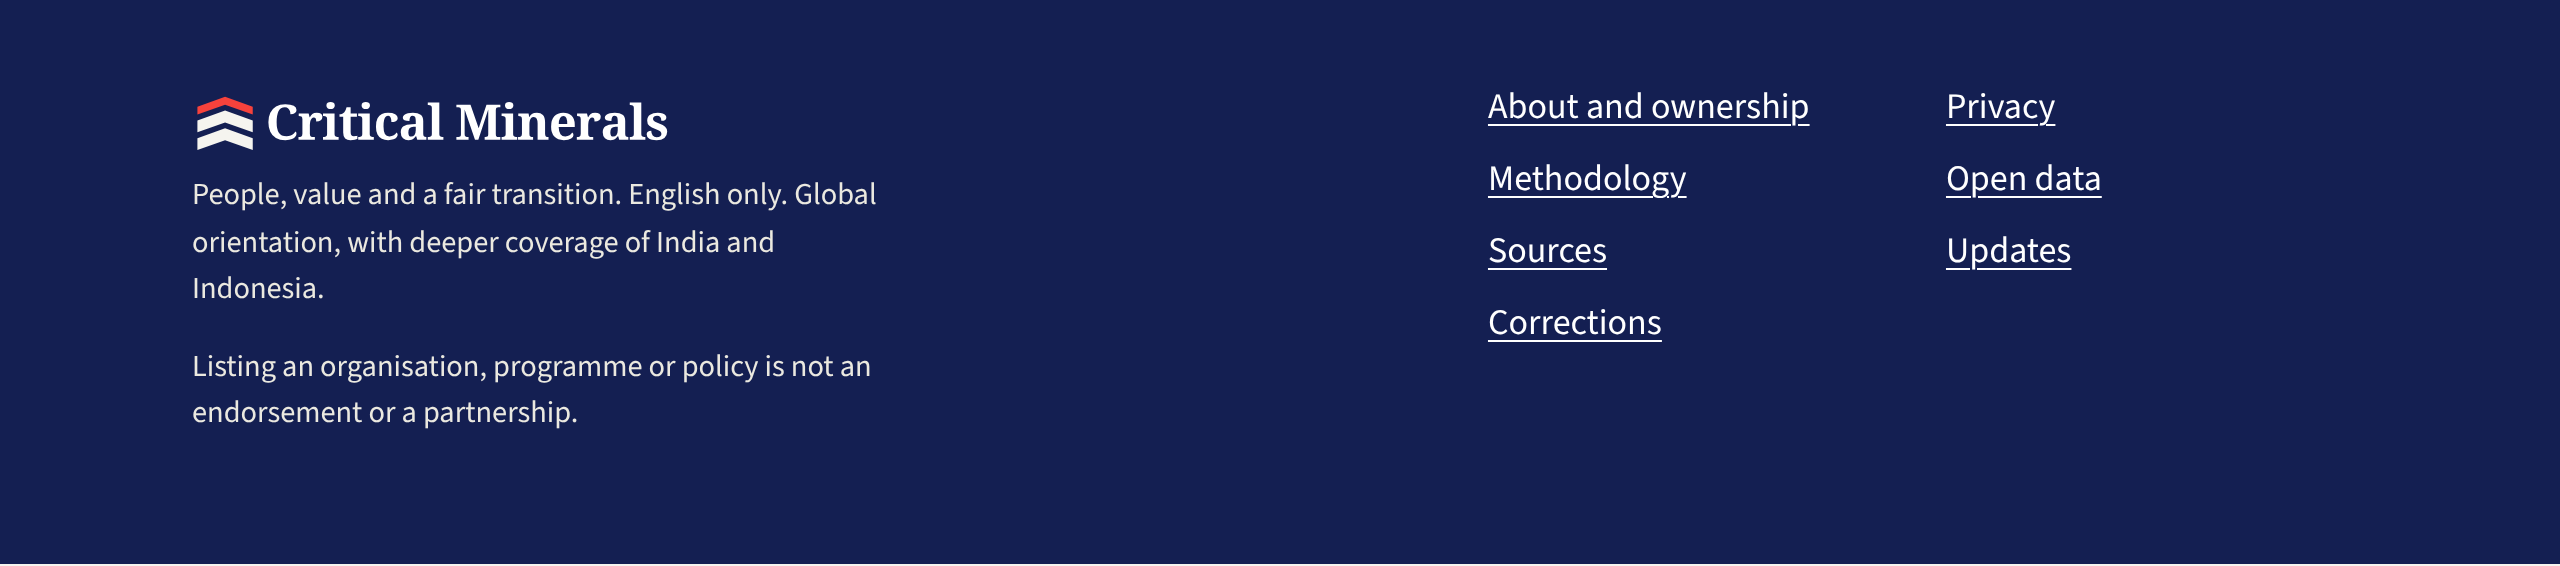 Critical Minerals
People, value and a fair transition. English only. Global
orientation, with deeper coverage of India and
Indonesia.
Listing an organisation, programme or policy is not an
endorsement or a partnership.
About and ownership
Methodology
Sources
Corrections
Privacy
Open data
Updates